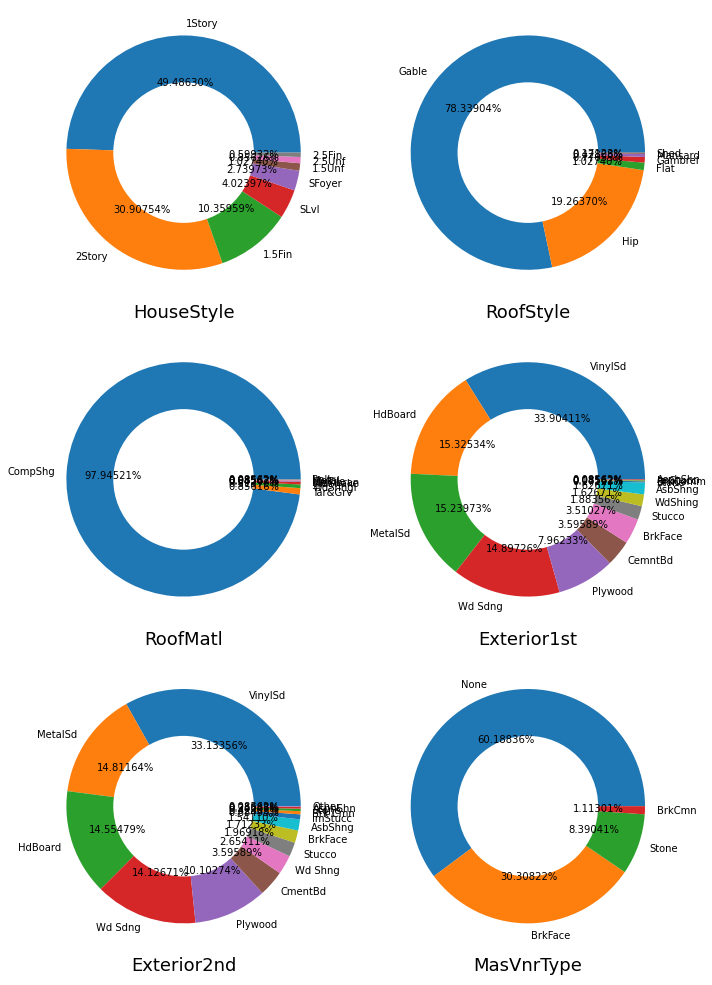 1Story
49.48630%
2Story
30.90754%
1.5Fin
10.35959%
SLvl
4.02397%
SFoyer
2.73973%
1.5Unf
1.02740%
2.5Unf
2.5Fin
HouseStyle
Gable
78.33904%
Hip
19.26370%
Flat
1.02740%
Gambrel
Mansard
Shed
RoofStyle
CompShg
97.94521%
Tar&Grv
RoofMatl
VinylSd
33.90411%
HdBoard
15.32534%
MetalSd
15.23973%
Wd Sdng
14.89726%
Plywood
7.96233%
CemntBd
3.59589%
BrkFace
3.51027%
Stucco
1.88356%
WdShing
1.62671%
AsbShng
Exterior1st
VinylSd
33.13356%
MetalSd
14.81164%
HdBoard
14.55479%
Wd Sdng
14.12671%
Plywood
10.10274%
CmentBd
3.59589%
Wd Shng
2.65411%
Stucco
1.96918%
BrkFace
1.71233%
AsbShng
ImStucc
Other
Exterior2nd
None
60.18836%
BrkFace
30.30822%
Stone
8.39041%
BrkCmn
1.11301%
MasVnrType